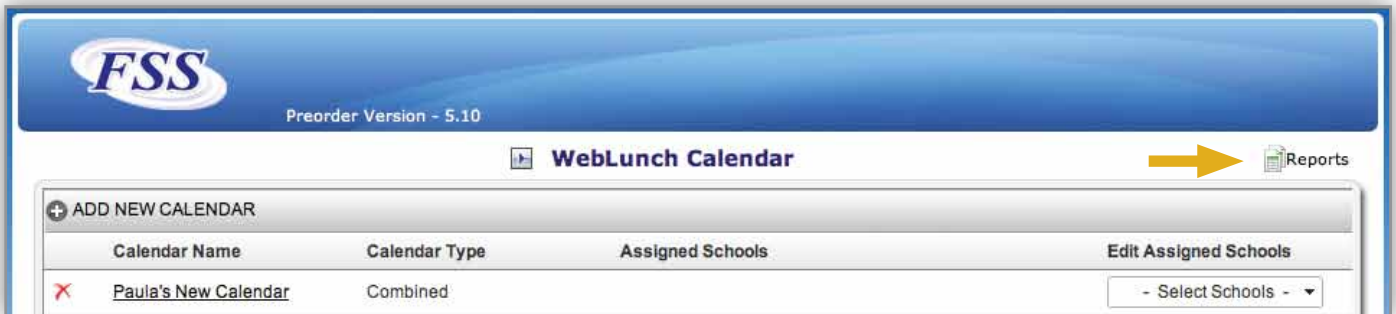 FSS
Preorder Version - 5.10
WebLunch Calendar
Reports
ADD NEW CALENDAR
Calendar Name Calendar Type Assigned Schools Edit Assigned Schools
Paula's New Calendar Combined - Select Schools -